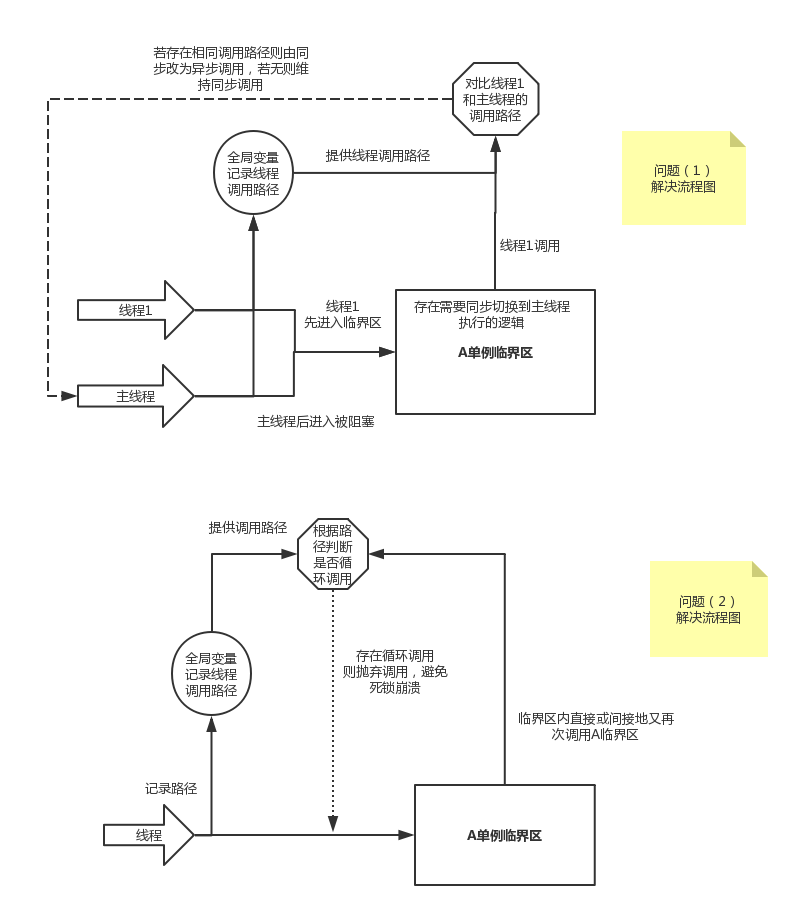 若存在相同调用路径则由同
步改为异步调用，若无则维
持同步调用
对比线程1
和主线程的
调用路径
全局变量
记录线程
调用路径
提供线程调用路径
问题（1）
解决流程图
线程1调用
线程1
线程1
先进入临界区
存在需要同步切换到主线程
执行的逻辑
A单例临界区
主线程
主线程后进入被阻塞
提供调用路径
根据路
径判断
是否循
环调用
问题（2）
解决流程图
全局变量
记录线程
调用路径
存在循环调用
则抛弃调用，避免
死锁崩溃
临界区内直接或间接地又再
次调用A临界区
记录路径
线程
A单例临界区